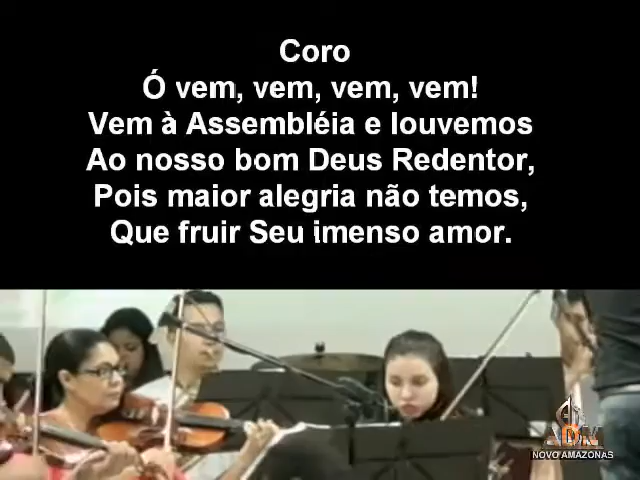 Coro
Ó vem, vem, vem, vem!
Vem à Assembléia e louvemos
Ao nosso bom Deus Redentor,
Pois maior alegria não temos,
Que fruir Seu imenso amor.
ADM
NOVO AMAZONAS